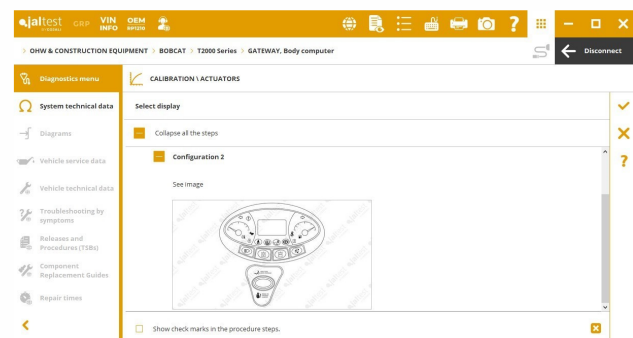 jaltest GRP VIN INFO OEM SPI210 ?
> OHW & CONSTRUCTION EQUIPMENT > BOBCAT > T2000 Series > GATEWAY, Body computer
Disconnect
Diagnostics menu
CALIBRATION \ ACTUATORS
System technical data
Select display
Diagrams
Collapse all the steps
Configuration 2
Vehicle service data
See image
Vehicle technical data
Troubleshooting by
symptoms
Releases and
Procedures (TSBs)
Component
Replacement Guides
Repair times
Show check marks in the procedure steps.